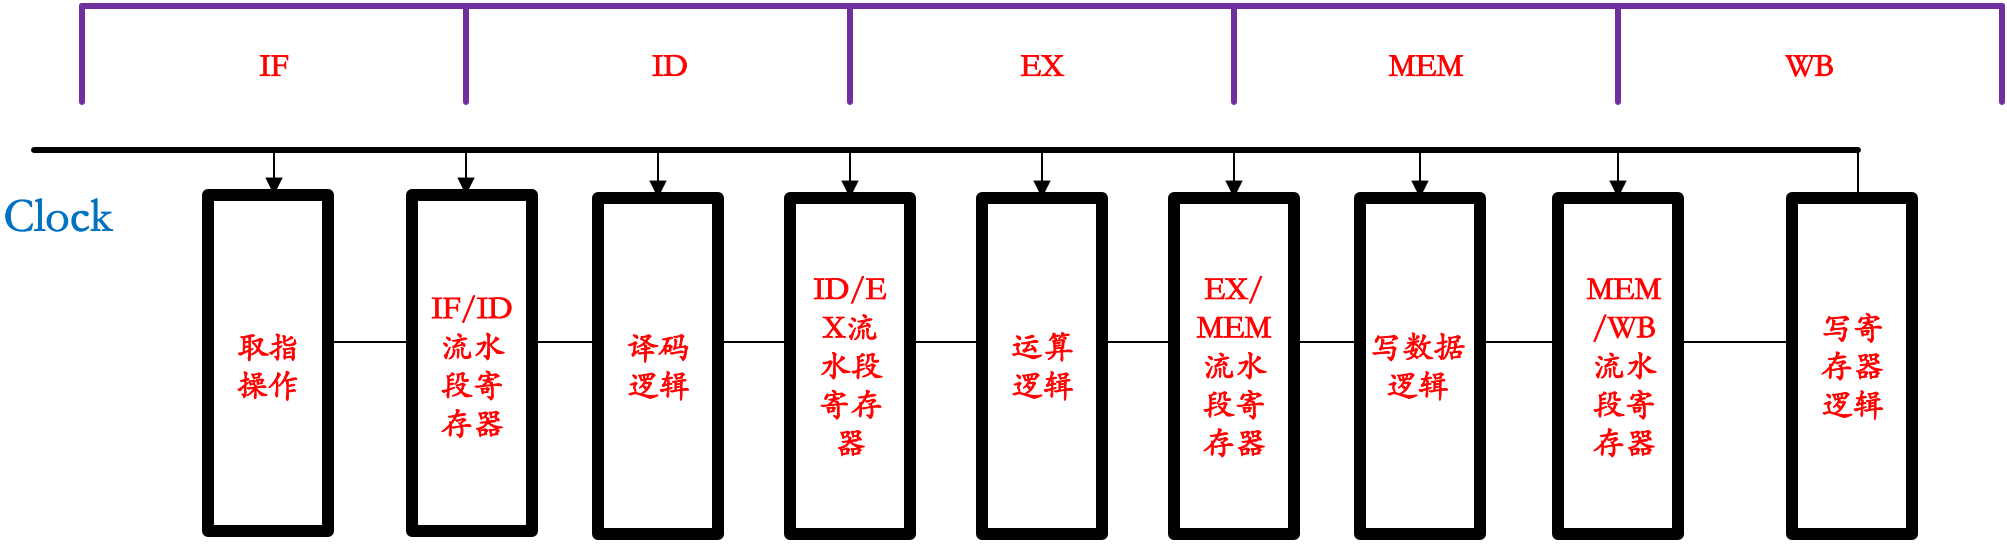 IF
ID
EX
MEM
WB
Clock
取指
操作
IF/ID
流水
段寄
存器
译码
逻辑
ID/E
X流
水段
寄存
器
运算
逻辑
EX/
MEM
流水
段寄
存器
写数据
逻辑
MEM
/WB
流水
段寄
存器
写寄
存器
逻辑